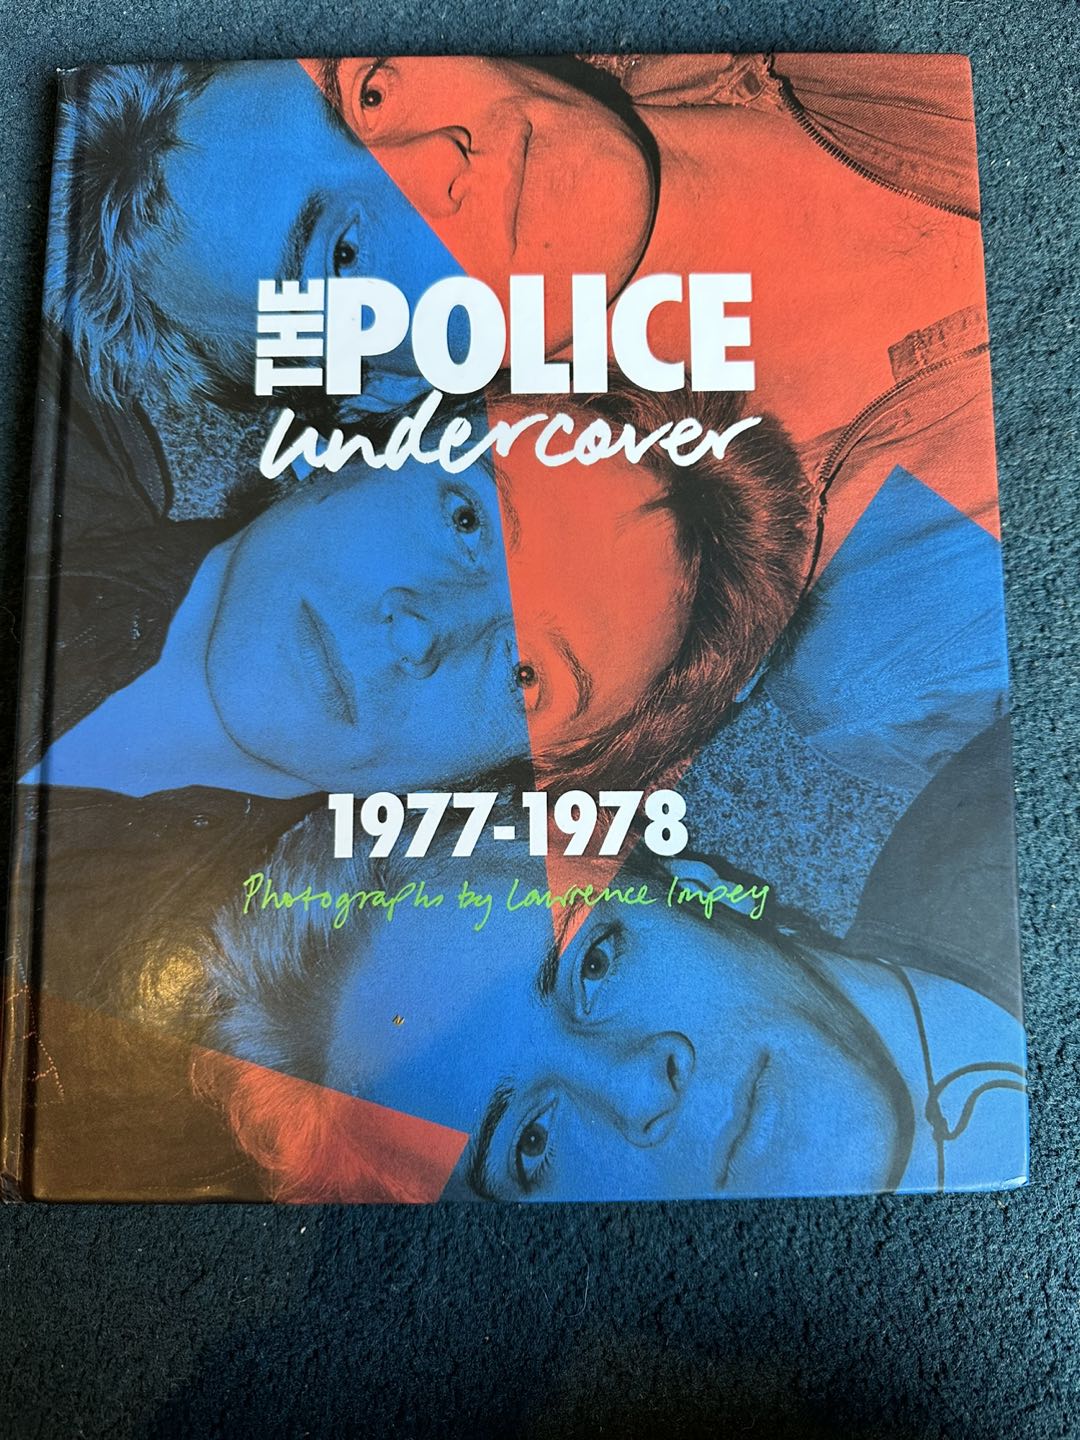 THE POLICE
undercover
1977-1978
Photographs by Lawrence Impey